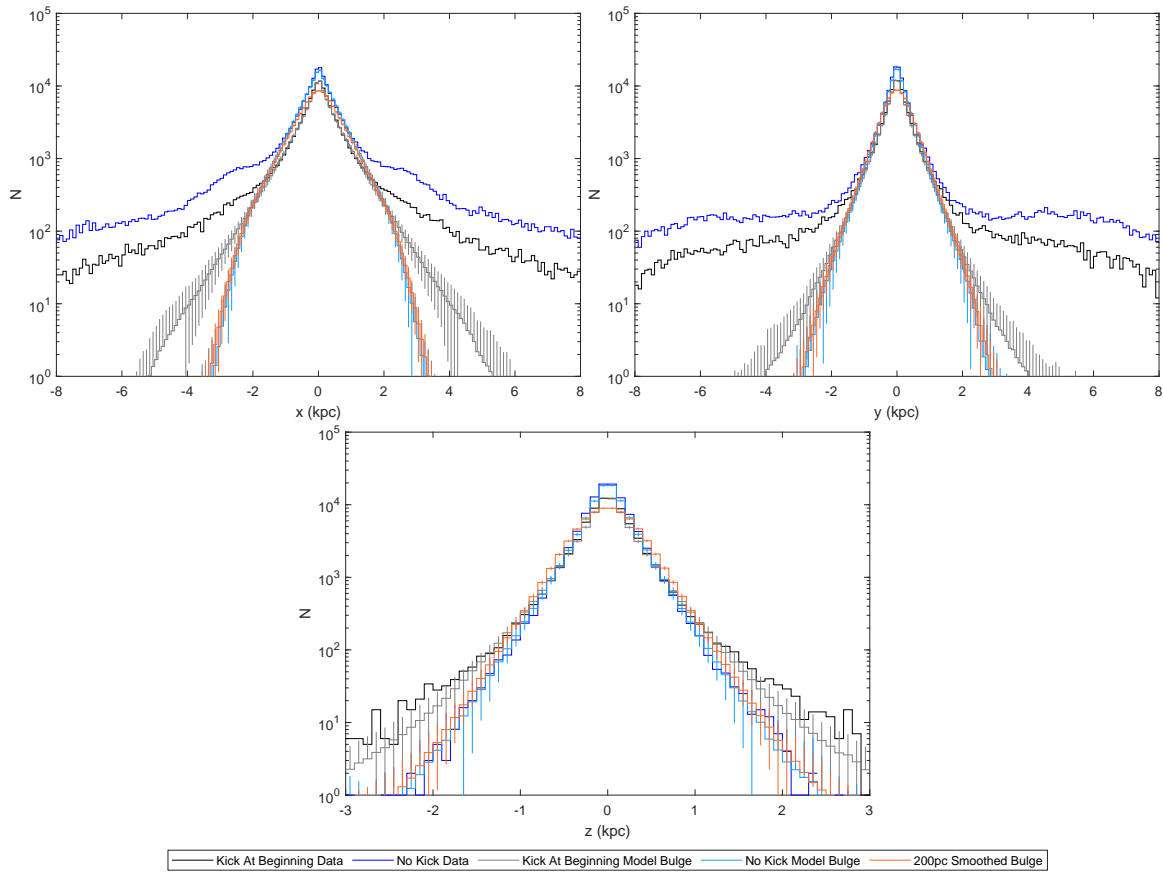 10^5
10^4
10^3
10^2
10^1
10^0
N
-8 -6 -4 -2 0 2 4 6 8
x (kpc)
10^5
10^4
10^3
10^2
10^1
10^0
N
-8 -6 -4 -2 0 2 4 6 8
y (kpc)
10^5
10^4
10^3
10^2
10^1
10^0
N
-3 -2 -1 0 1 2 3
z (kpc)
Kick At Beginning Data No Kick Data Kick At Beginning Model Bulge No Kick Model Bulge 200pc Smoothed Bulge